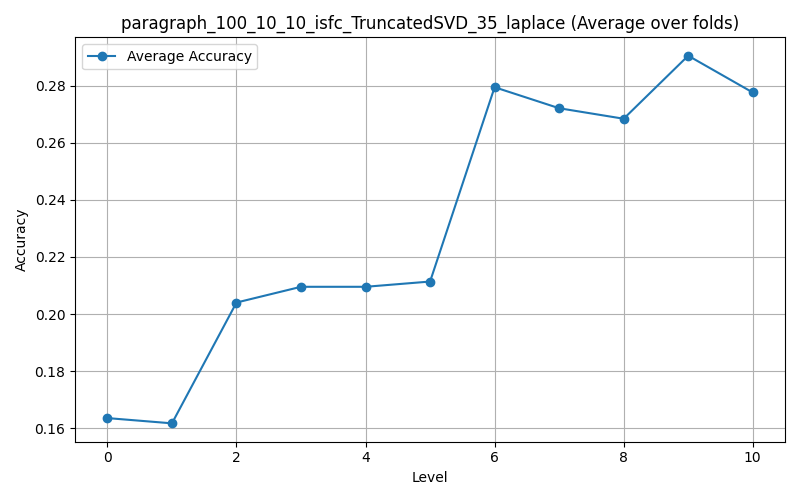 paragraph_100_10_10_isfc_TruncatedSVD_35_laplace (Average over folds)
Average Accuracy
0.28
0.26
0.24
0.22
0.20
0.18
0.16
Accuracy
0 2 4 6 8 10
Level